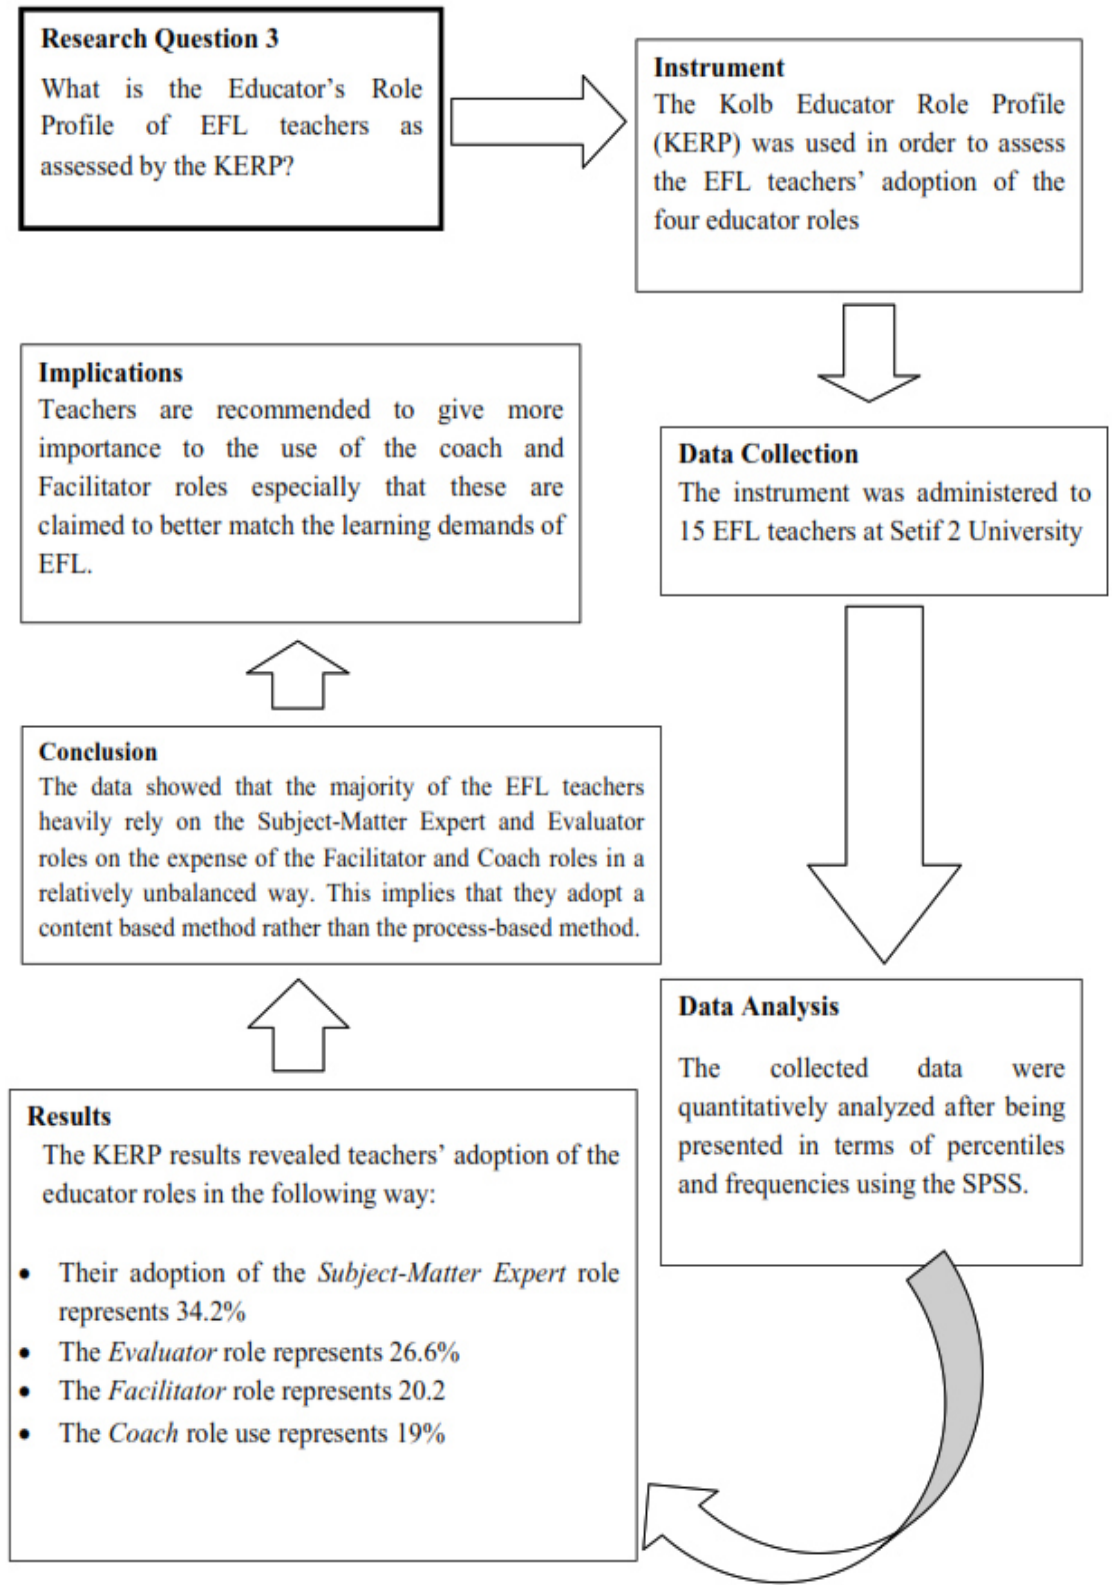 Research Question 3
What is the Educator’s Role
Profile of EFL teachers as
assessed by the KERP?
Instrument
The Kolb Educator Role Profile
(KERP) was used in order to assess
the EFL teachers’ adoption of the
four educator roles
Data Collection
The instrument was administered to
15 EFL teachers at Setif 2 University
Data Analysis
The collected data were
quantitatively analyzed after being
presented in terms of percentiles
and frequencies using the SPSS.
Results
The KERP results revealed teachers’ adoption of the
educator roles in the following way:
• Their adoption of the Subject-Matter Expert role
represents 34.2%
• The Evaluator role represents 26.6%
• The Facilitator role represents 20.2
• The Coach role use represents 19%
Conclusion
The data showed that the majority of the EFL teachers
heavily rely on the Subject-Matter Expert and Evaluator
roles on the expense of the Facilitator and Coach roles in a
relatively unbalanced way. This implies that they adopt a
content based method rather than the process-based method.
Implications
Teachers are recommended to give more
importance to the use of the coach and
Facilitator roles especially that these are
claimed to better match the learning demands of
EFL.